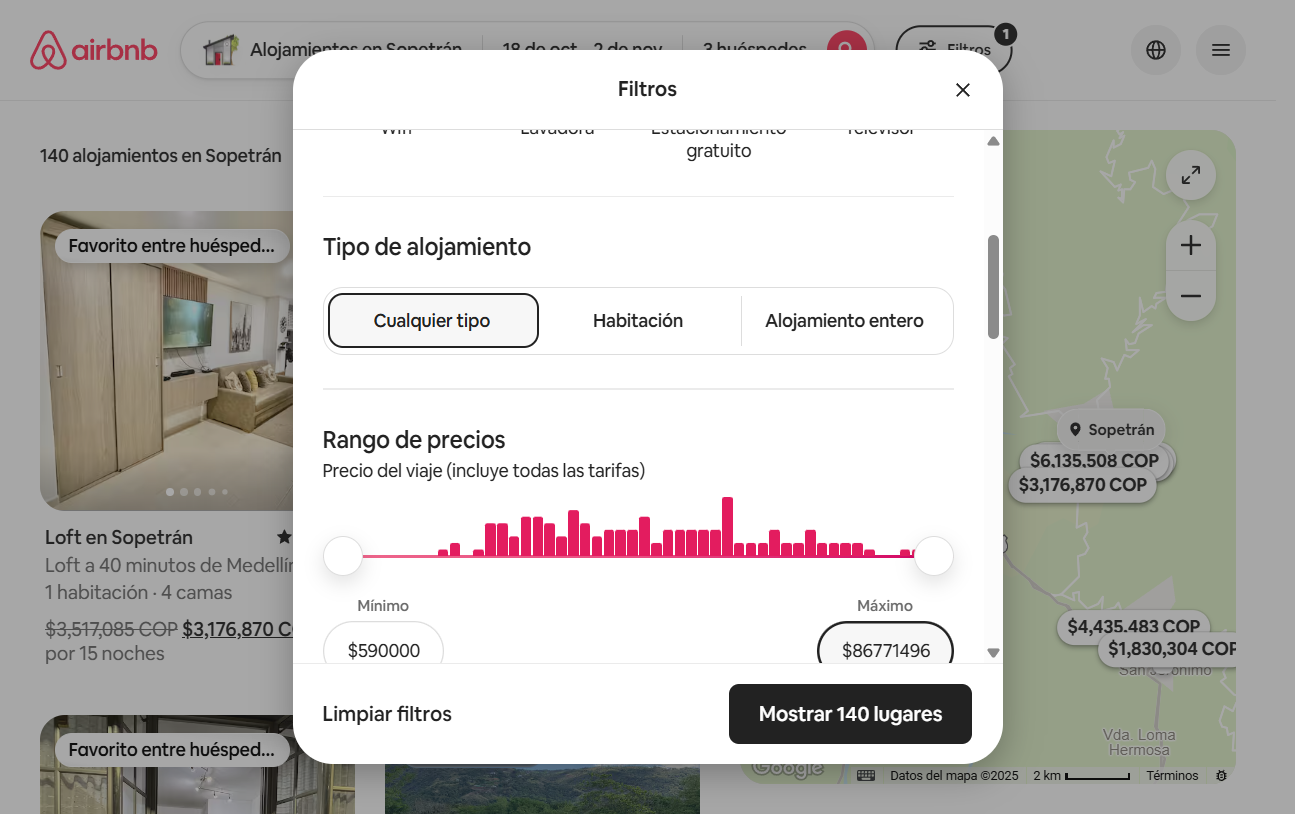 airbnb
Alojamientos en Sopetrán
18 de oct – 2 de nov
3 huéspedes
Filtros
1
140 alojamientos en Sopetrán
Favorito entre huésped...
Loft en Sopetrán
Loft a 40 minutos de Medellín
1 habitación · 4 camas
$3,517,085 COP $3,176,870 C
por 15 noches
Favorito entre huésped...
Filtros
Wifi
Lavadora
Estacionamiento
gratuito
Televisor
Tipo de alojamiento
Cualquier tipo
Habitación
Alojamiento entero
Rango de precios
Precio del viaje (incluye todas las tarifas)
Mínimo
Máximo
$590000
$86771496
Limpiar filtros
Mostrar 140 lugares
Sopetrán
$6,135,508 COP
$3,176,870 COP
$4,435,483 COP
$1,830,304 COP
San Jerónimo
Vda. Loma
Hermosa
Google
Datos del mapa ©2025
2 km
Términos